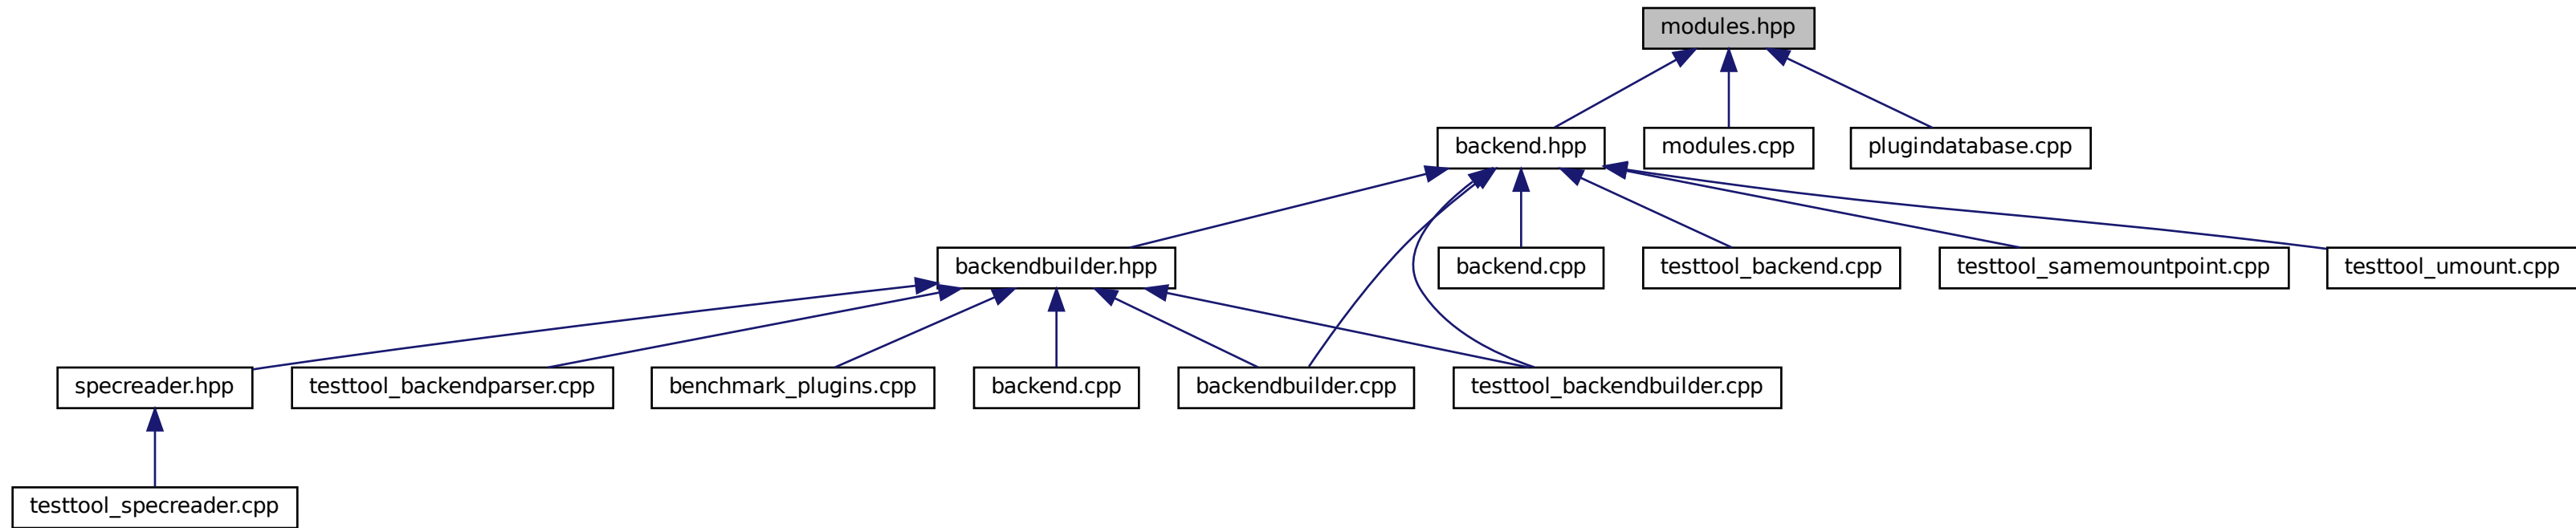 modules.hpp
backend.hpp
modules.cpp
plugindatabase.cpp
backendbuilder.hpp
backend.cpp
testtool_backend.cpp
testtool_samemountpoint.cpp
testtool_umount.cpp
specreader.hpp
testtool_backendparser.cpp
benchmark_plugins.cpp
backend.cpp
backendbuilder.cpp
testtool_backendbuilder.cpp
testtool_specreader.cpp